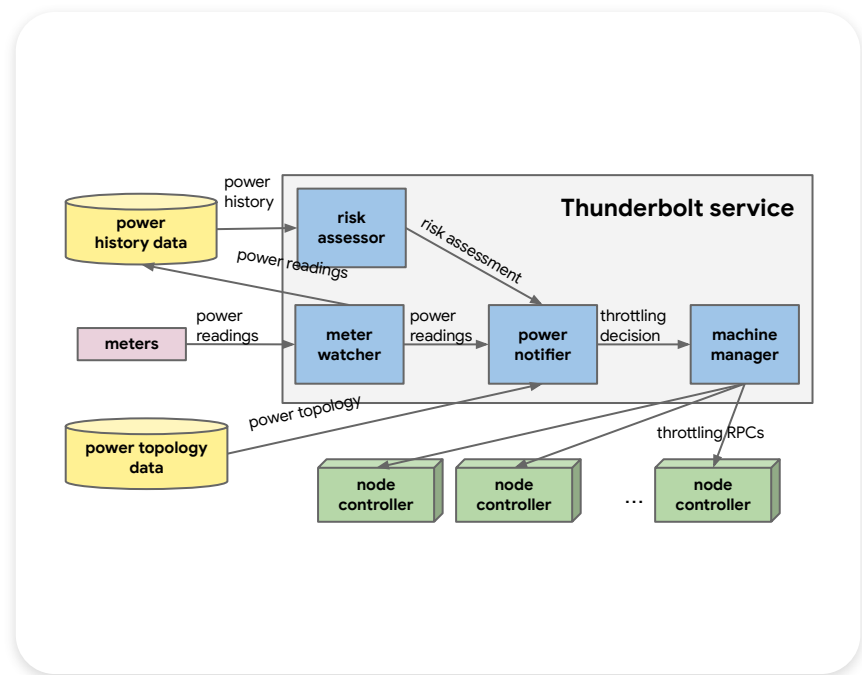 power
history
Thunderbolt service
risk
assessor
power
history data
risk assessment
power readings
power
readings
meters
meter
watcher
power
readings
power
notifier
throttling
decision
machine
manager
power topology
power topology
data
throttling RPCs
node
controller
node
controller
...
node
controller